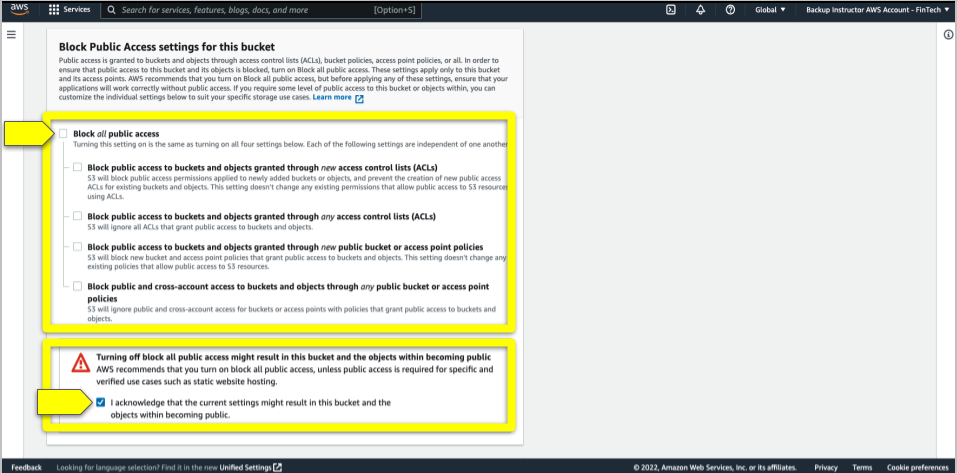 aws
Services
Search for services, features, blogs, docs, and more
[Option+S]
Global
Backup Instructor AWS Account - FinTech
Block Public Access settings for this bucket
Public access is granted to buckets and objects through access control lists (ACLs), bucket policies, access point policies, or all. In order to
ensure that public access to this bucket and its objects is blocked, turn on Block all public access. These settings apply only to this bucket
and its access points. AWS recommends that you turn on Block all public access, but before applying any of these settings, ensure that your
applications will work correctly without public access. If you require some level of public access to this bucket or objects within, you can
customize the individual settings below to suit your specific storage use cases. Learn more
Block all public access
Turning this setting on is the same as turning on all four settings below. Each of the following settings are independent of one another
Block public access to buckets and objects granted through new access control lists (ACLs)
S3 will block public access permissions applied to newly added buckets or objects, and prevent the creation of new public access
ACLs for existing buckets and objects. This setting doesn't change any existing permissions that allow public access to S3 resources
using ACLs.
Block public access to buckets and objects granted through any access control lists (ACLs)
S3 will ignore all ACLs that grant public access to buckets and objects.
Block public access to buckets and objects granted through new public bucket or access point policies
S3 will block new bucket and access point policies that grant public access to buckets and objects. This setting doesn't change any
existing policies that allow public access to S3 resources.
Block public and cross-account access to buckets and objects through any public bucket or access point
policies
S3 will ignore public and cross-account access for buckets or access points with policies that grant public access to buckets and
objects.
Turning off block all public access might result in this bucket and the objects within becoming public
AWS recommends that you turn on block all public access, unless public access is required for specific and
verified use cases such as static website hosting.
I acknowledge that the current settings might result in this bucket and the
objects within becoming public.
Feedback
Looking for language selection? Find it in the new Unified Settings
© 2022, Amazon Web Services, Inc. or its affiliates.
Privacy
Terms
Cookie preferences